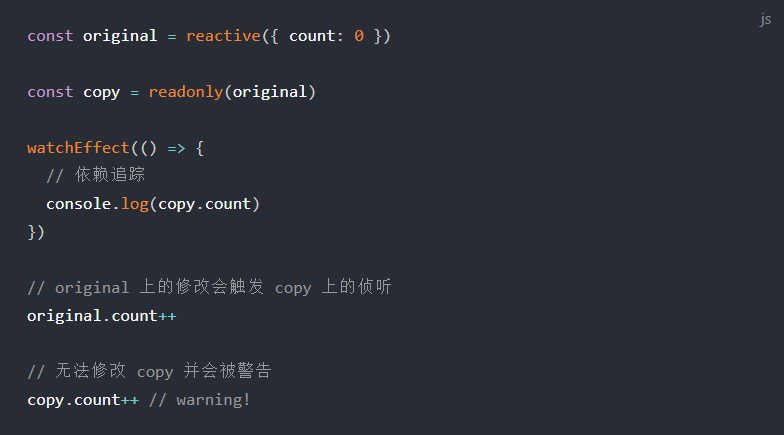 js
const original = reactive({ count: 0 })
const copy = readonly(original)
watchEffect(() => {
  // 依赖追踪
  console.log(copy.count)
})
// original 上的修改会触发 copy 上的侦听
original.count++
// 无法修改 copy 并会被警告
copy.count++ // warning!